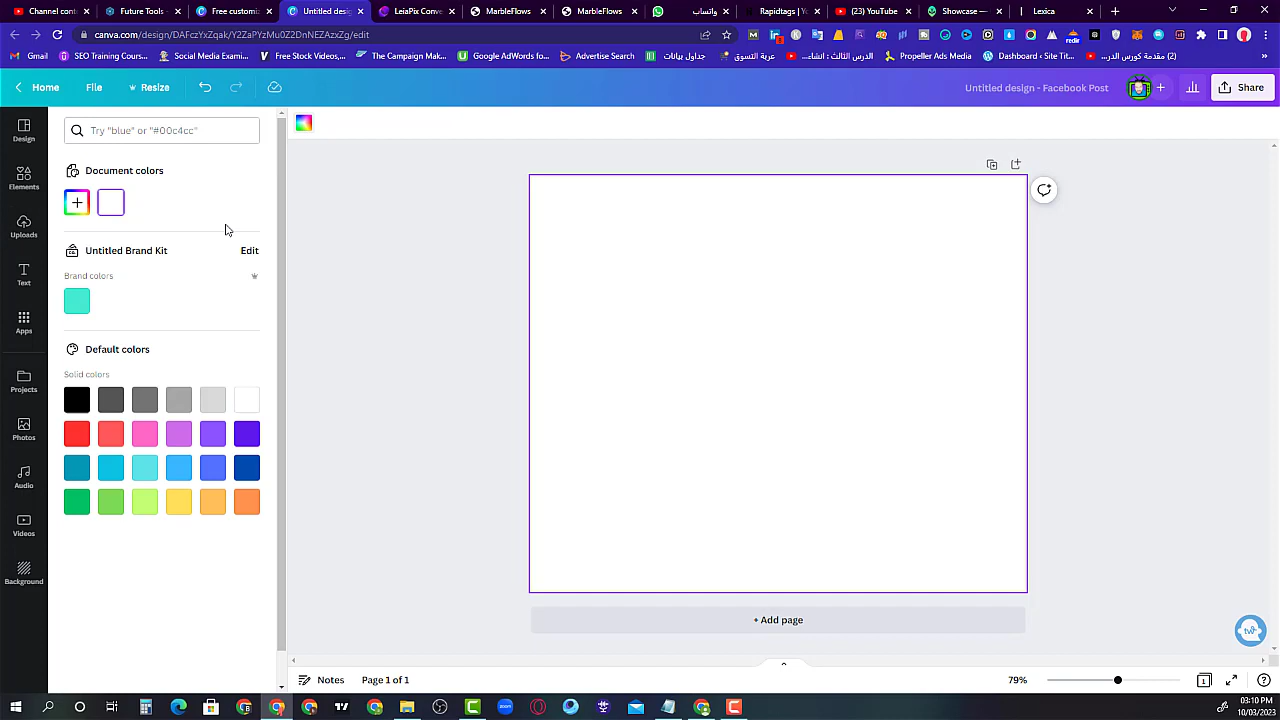 Channel content
Future Tools -
Free customiz
Untitled desi
LeiaPix Conve
MarbleFlows
MarbleFlows
واتساب
Rapidtags | Y
(23) YouTube
Showcase —
Lexica
canva.com/design/DAFczYxZqak/Y2ZaPYzMu0Z2DnNEZAzxZg/edit
Gmail
SEO Training Cours...
Social Media Exami...
Free Stock Videos,...
The Campaign Mak...
Google AdWords fo...
جداول بيانات
Advertise Search
عربة التسوق
الدرس الثالث : انشاء...
Propeller Ads Media
Dashboard ‹ Site Titl...
(2) مقدمة كورس الدر...
Home
File
Resize
Untitled design - Facebook Post
Share
Design
Elements
Uploads
Text
Apps
Projects
Photos
Audio
Videos
Background
Try "blue" or "#00c4cc"
Document colors
Untitled Brand Kit
Edit
Brand colors
Default colors
Solid colors
+ Add page
Notes
Page 1 of 1
79%
1
03:10 PM
10/03/2023